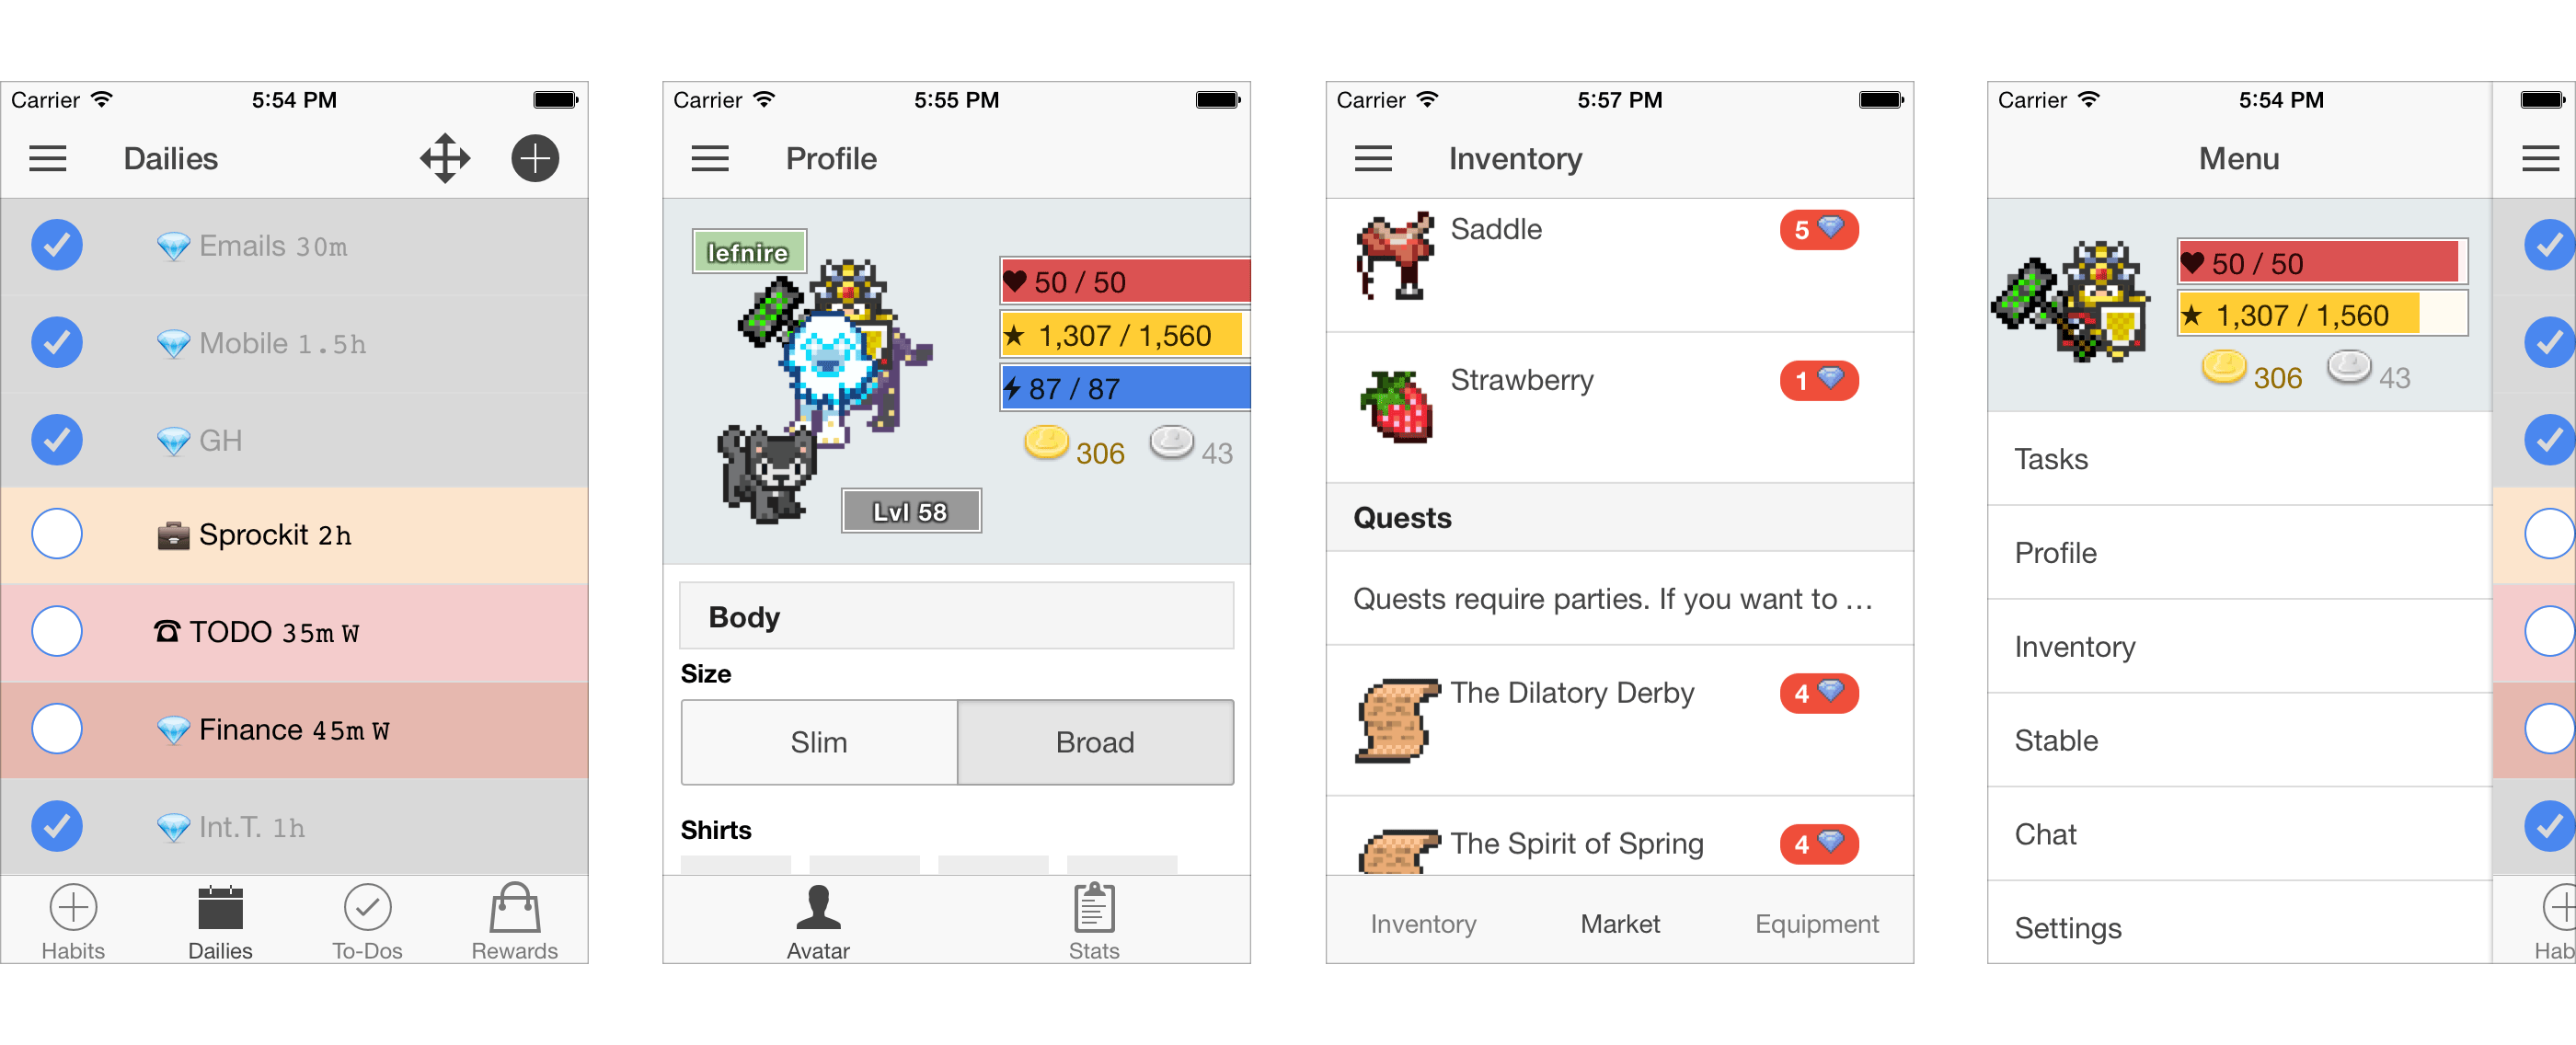 Carrier 5:54 PM
Dailies
Emails 30m
Mobile 1.5h
GH
Sprockit 2h
TODO 35m W
Finance 45m W
Int.T. 1h
Habits Dailies To-Dos Rewards
Carrier 5:55 PM
Profile
lefnire
50 / 50
1,307 / 1,560
87 / 87
306 43
Lvl 58
Body
Size
Slim Broad
Shirts
Avatar Stats
Carrier 5:57 PM
Inventory
Saddle 5
Strawberry 1
Quests
Quests require parties. If you want to ...
The Dilatory Derby 4
The Spirit of Spring 4
Inventory Market Equipment
Carrier 5:54 PM
Menu
50 / 50
1,307 / 1,560
306 43
Tasks
Profile
Inventory
Stable
Chat
Settings
Hab